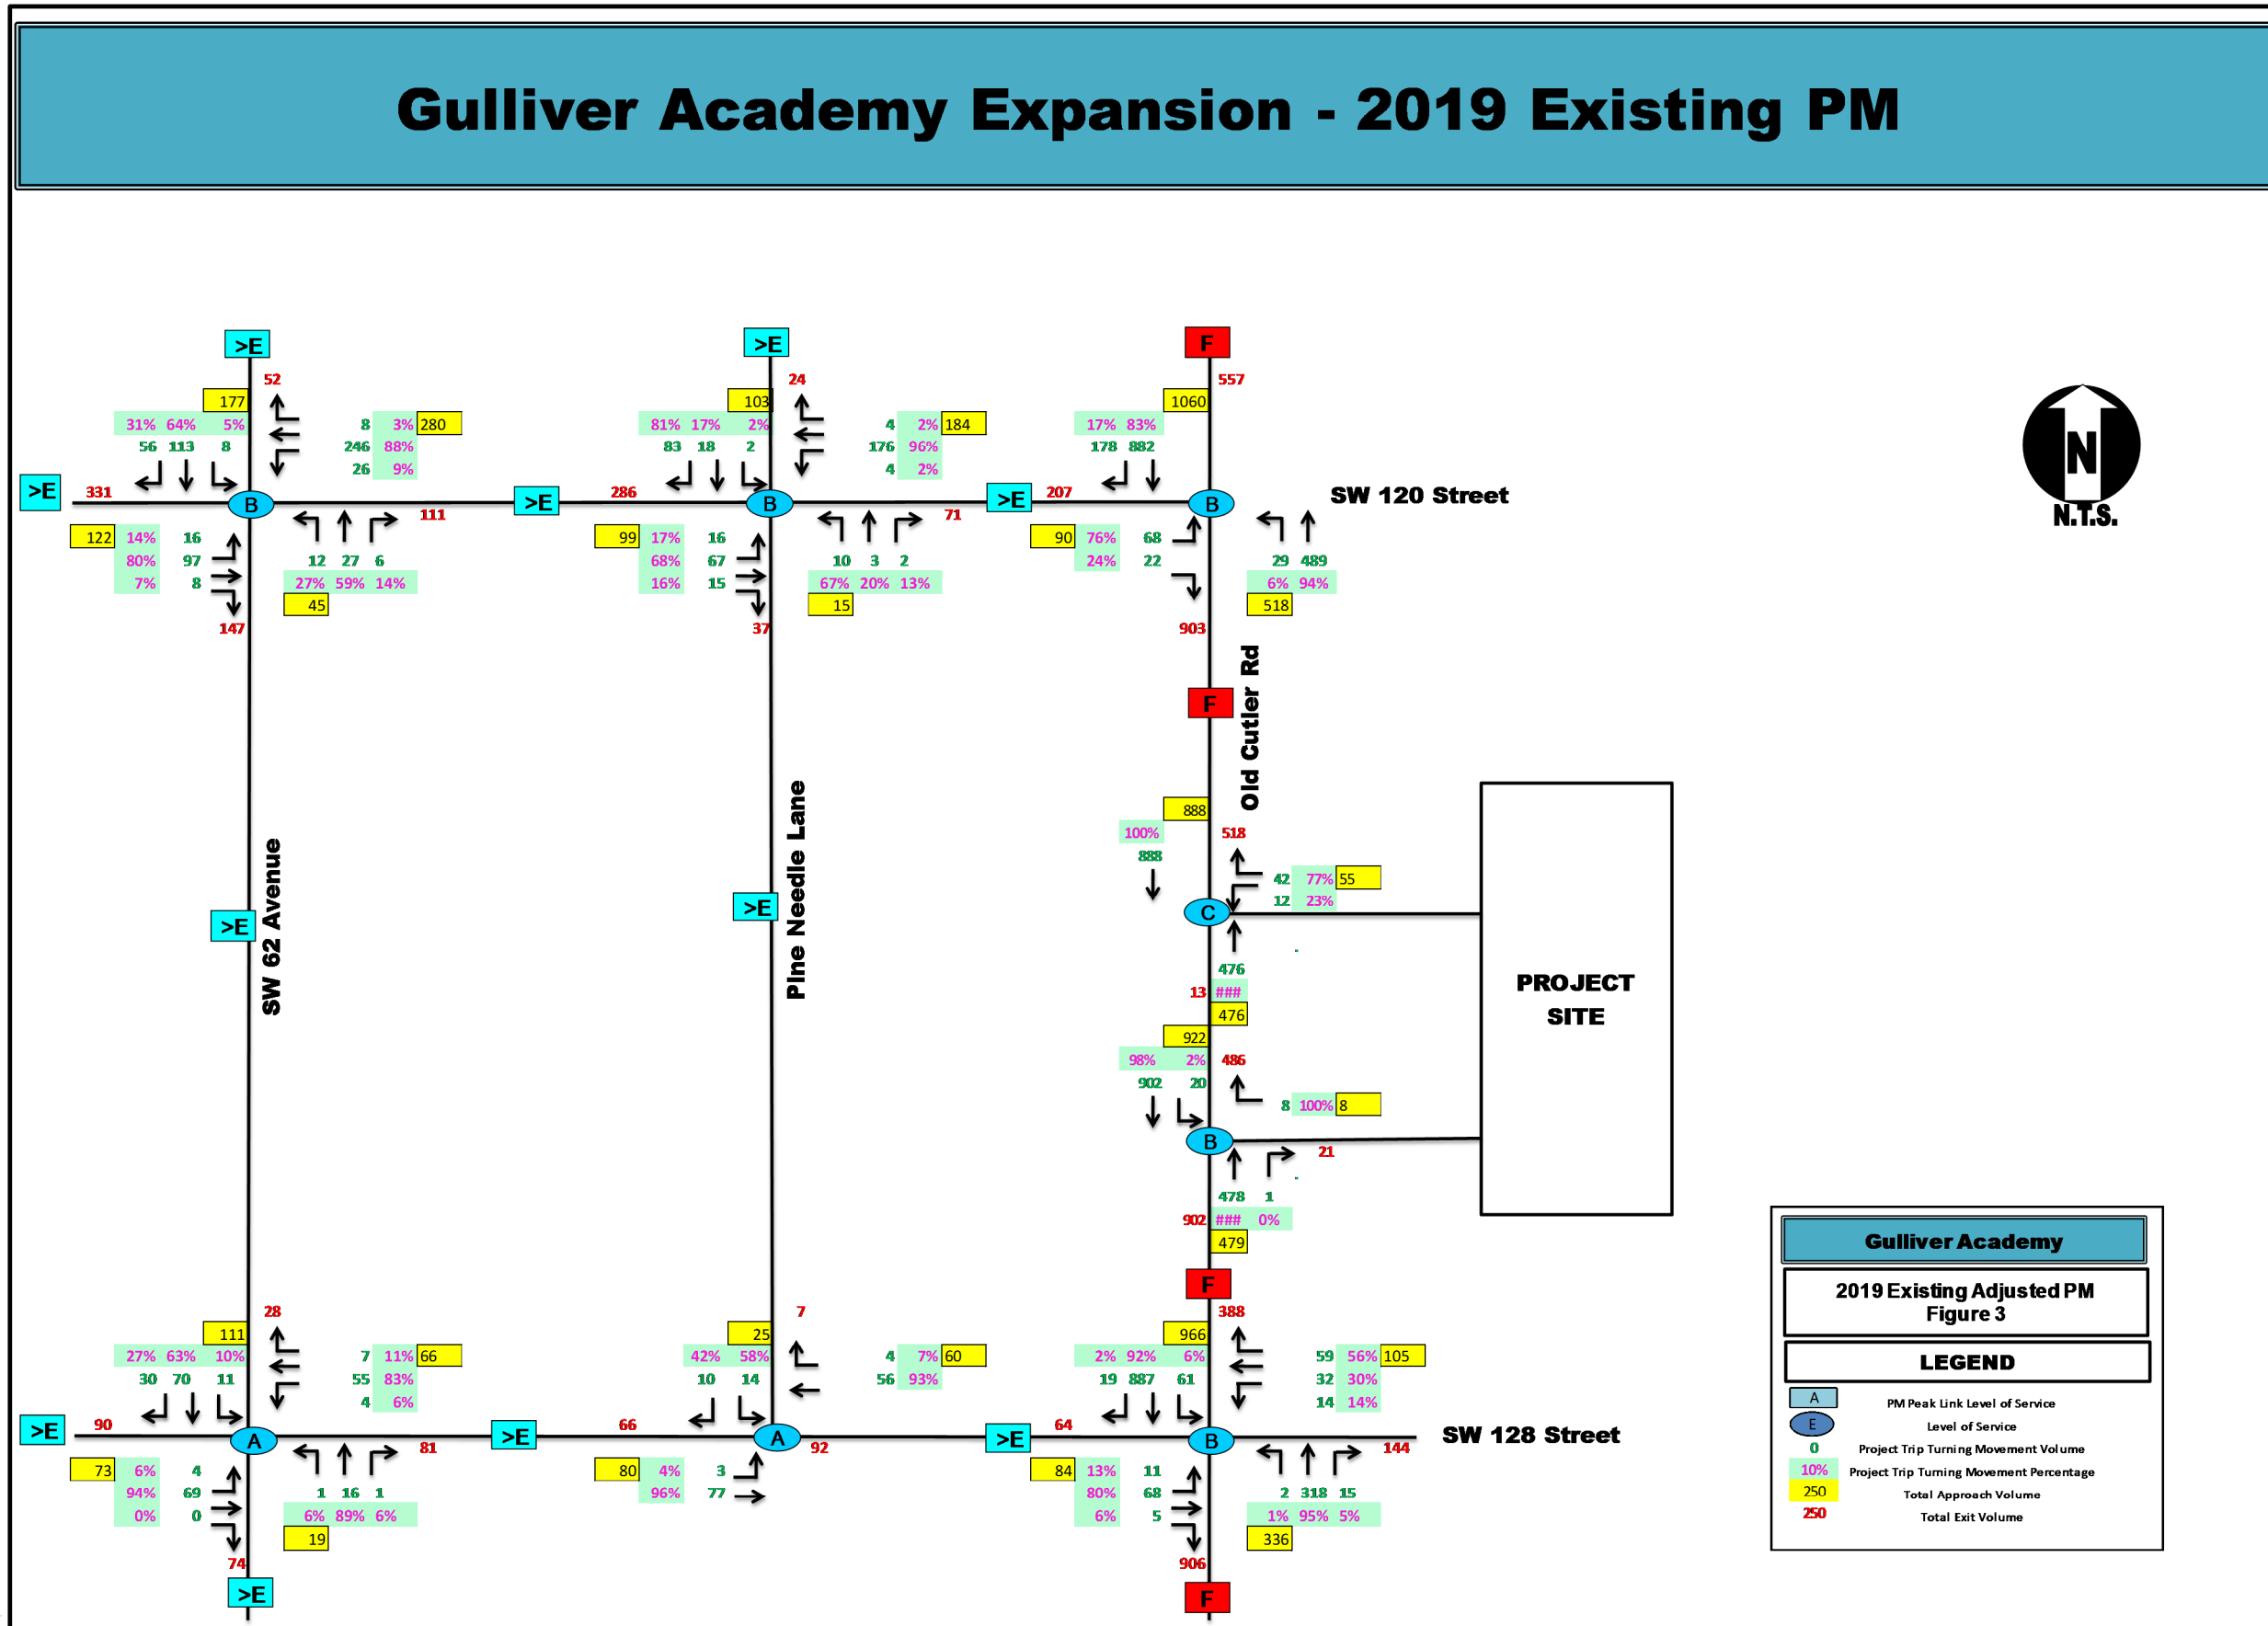 Gulliver Academy Expansion - 2019 Existing PM
>E >E F
52 24 557
177 103 1060
31% 64% 5% 8 3% 280 81% 17% 2% 4 2% 184 17% 83%
56 113 8 246 88% 83 18 2 176 96% 178 882
26 9% 4 2%
N
N.T.S.
>E 331 B >E 286 B >E 207 B SW 120 Street
111 71
122 14% 16 99 17% 16 90 76% 68
80% 97 12 27 6 68% 67 10 3 2 24% 22 29 489
7% 8 27% 59% 14% 16% 15 67% 20% 13% 6% 94%
45 15 518
147 37 903
F
Old Cutler Rd
SW 62 Avenue
Pine Needle Lane
>E >E
888
100% 518
888
42 77% 55
12 23%
C
476
13 ###
476
PROJECT
SITE
922
98% 2% 486
902 20
8 100% 8
B
21
478 1
902 ### 0%
479
F
28 7 388
111 25 966
27% 63% 10% 7 11% 66 42% 58% 4 7% 60 2% 92% 6% 59 56% 105
30 70 11 55 83% 10 14 56 93% 19 887 61 32 30%
4 6% 14 14%
>E 90 A >E 66 A >E 64 B SW 128 Street
81 92 144
73 6% 4 80 4% 3 84 13% 11
94% 69 1 16 1 96% 77 80% 68 2 318 15
0% 0 6% 89% 6% 6% 5 1% 95% 5%
19 336
74 906
>E F
Gulliver Academy
2019 Existing Adjusted PM
Figure 3
LEGEND
A PM Peak Link Level of Service
E Level of Service
0 Project Trip Turning Movement Volume
10% Project Trip Turning Movement Percentage
250 Total Approach Volume
250 Total Exit Volume